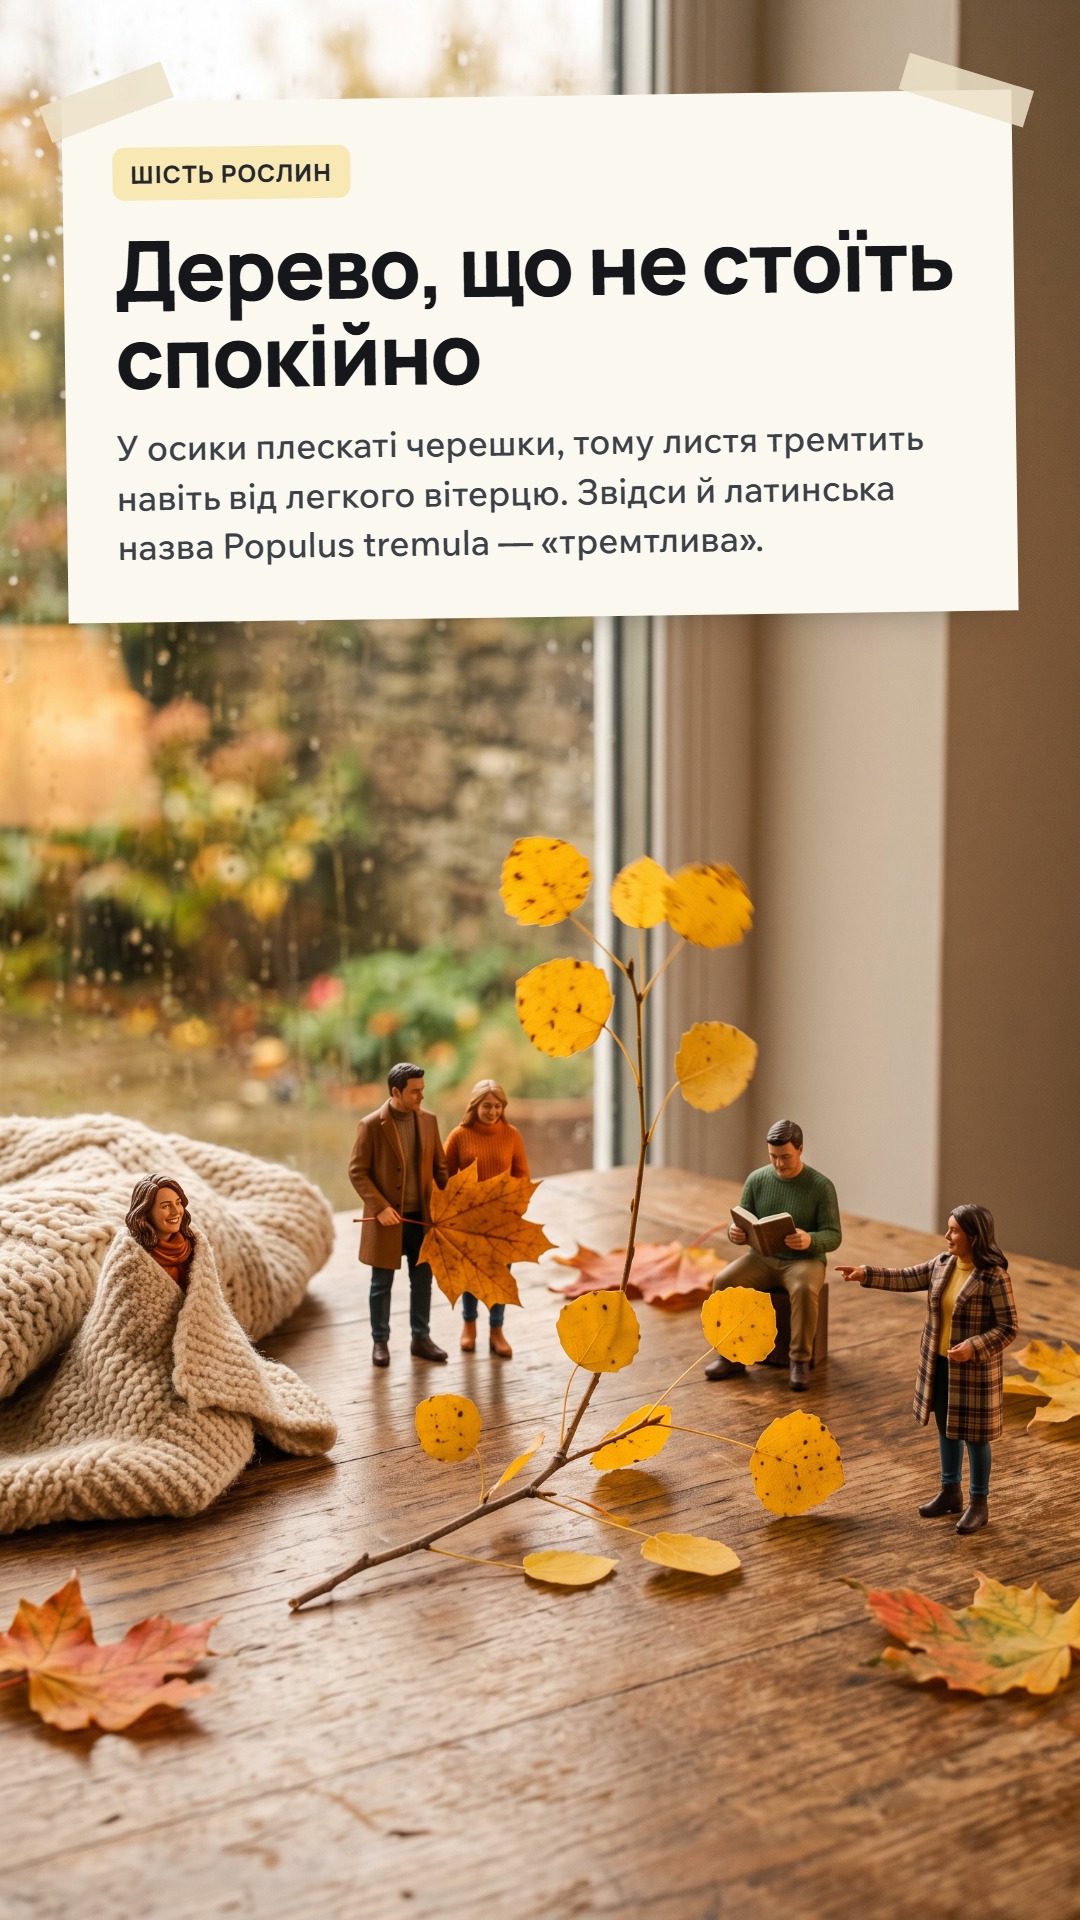 ШІСТЬ РОСЛИН
Дерево, що не стоїть
спокійно
У осики плескаті черешки, тому листя тремтить
навіть від легкого вітерцю. Звідси й латинська
назва Populus tremula — «тремтлива».